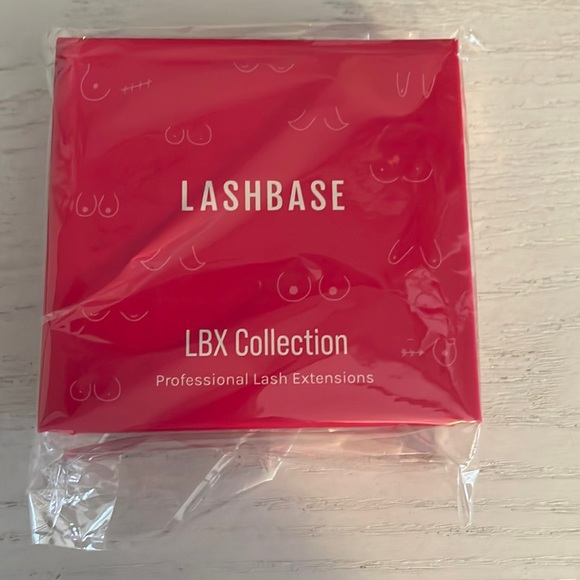 LASHBASE
LBX Collection
Professional Lash Extensions